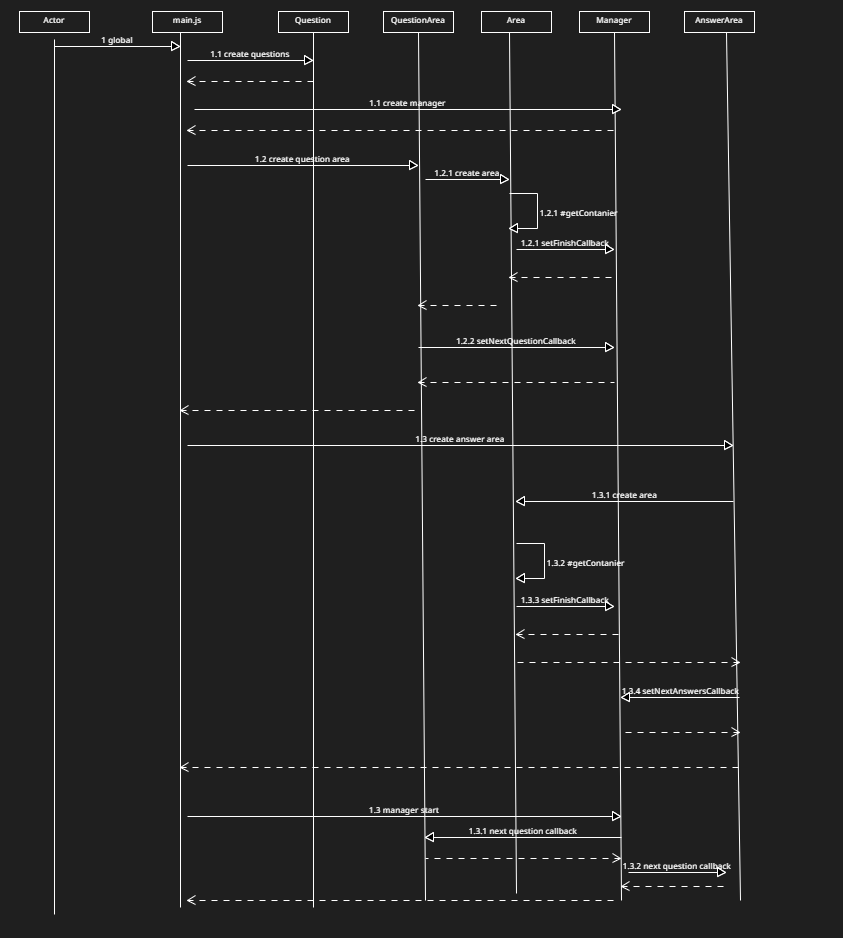 Actor
main.js
Question
QuestionArea
Area
Manager
AnswerArea
1 global
1.1 create questions
1.1 create manager
1.2 create question area
1.2.1 create area
1.2.1 #getContanier
1.2.1 setFinishCallback
1.2.2 setNextQuestionCallback
1.3 create answer area
1.3.1 create area
1.3.2 #getContanier
1.3.3 setFinishCallback
1.3.4 setNextAnswersCallback
1.3 manager start
1.3.1 next question callback
1.3.2 next question callback